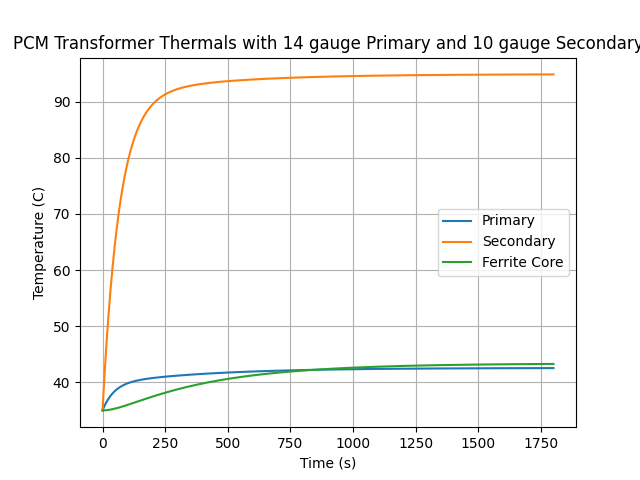 PCM Transformer Thermals with 14 gauge Primary and 10 gauge Secondary
Temperature (C)
90
80
70
60
50
40
Primary
Secondary
Ferrite Core
0 250 500 750 1000 1250 1500 1750
Time (s)